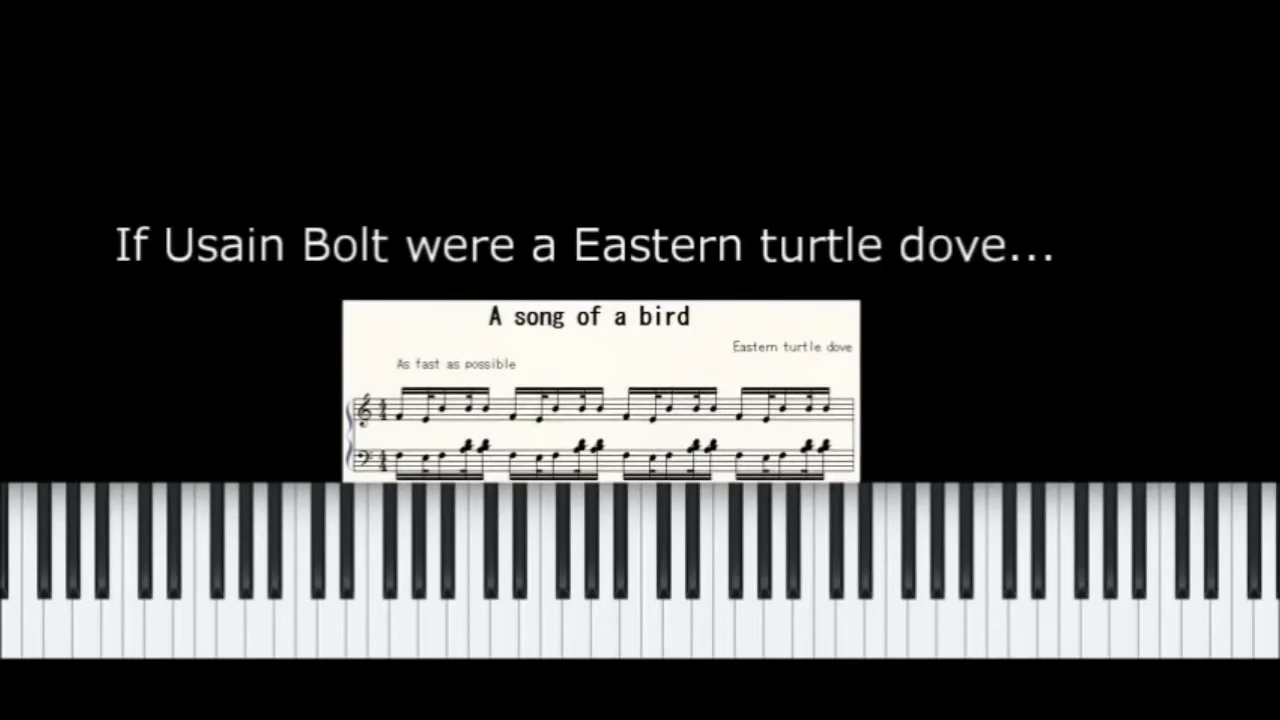 If Usain Bolt were a Eastern turtle dove...
A song of a bird
Eastern turtle dove
As fast as possible